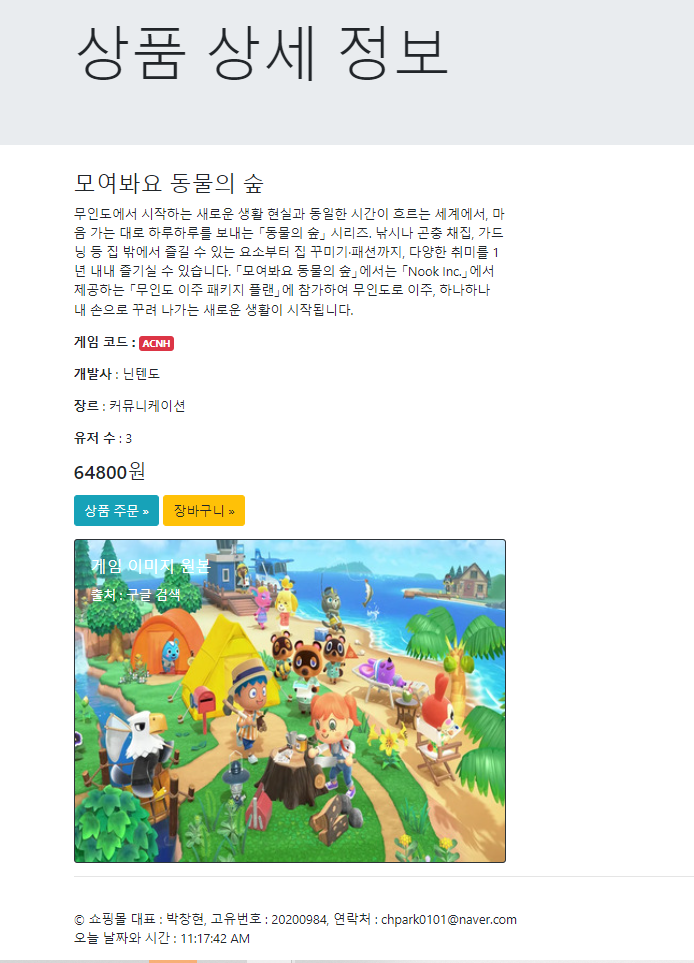 상품 상세 정보
모여봐요 동물의 숲
무인도에서 시작하는 새로운 생활 현실과 동일한 시간이 흐르는 세계에서, 마
음 가는 대로 하루하루를 보내는 「동물의 숲」 시리즈. 낚시나 곤충 채집, 가드
닝 등 집 밖에서 즐길 수 있는 요소부터 집 꾸미기·패션까지, 다양한 취미를 1
년 내내 즐기실 수 있습니다. 「모여봐요 동물의 숲」에서는 「Nook Inc.」에서
제공하는 「무인도 이주 패키지 플랜」에 참가하여 무인도로 이주, 하나하나
내 손으로 꾸려 나가는 새로운 생활이 시작됩니다.
게임 코드 : ACNH
개발사 : 닌텐도
장르 : 커뮤니케이션
유저 수 : 3
64800원
상품 주문 » 장바구니 »
게임 이미지 원본
출처 : 구글 검색
© 쇼핑몰 대표 : 박창현, 고유번호 : 20200984, 연락처 : chpark0101@naver.com
오늘 날짜와 시간 : 11:17:42 AM